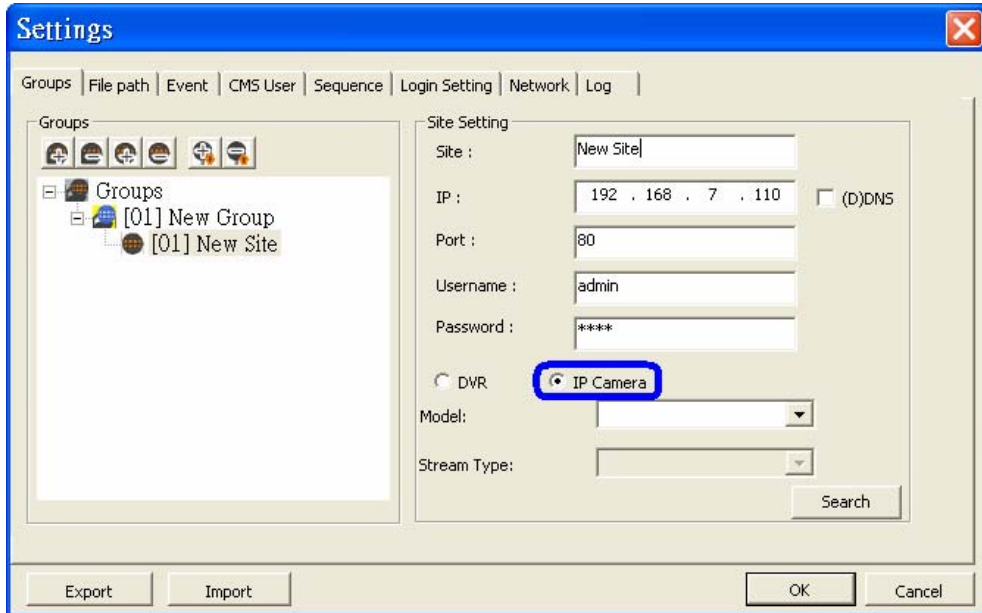 Settings
Groups File path Event CMS User Sequence Login Setting Network Log
Groups
Groups
[01] New Group
[01] New Site
Site Setting
Site : New Site
IP : 192 . 168 . 7 . 110 (D)DNS
Port : 80
Username : admin
Password : ****
DVR IP Camera
Model:
Stream Type:
Search
Export Import OK Cancel